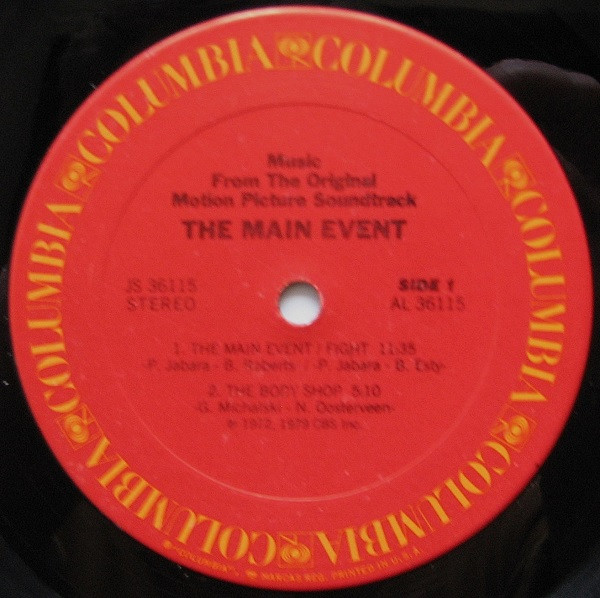 COLUMBIA COLUMBIA COLUMBIA COLUMBIA COLUMBIA COLUMBIA
Music
From The Original
Motion Picture Soundtrack
THE MAIN EVENT
JS 36115 SIDE 1
STEREO AL 36115
1. THE MAIN EVENT / FIGHT 11:35
-P. Jabara - B. Roberts / -P. Jabara - B. Esty-
2. THE BODY SHOP 5:10
-G. Michalski - N. Oosterveen-
℗ 1972, 1979 CBS Inc.
"COLUMBIA", MARCAS REG. PRINTED IN U.S.A.